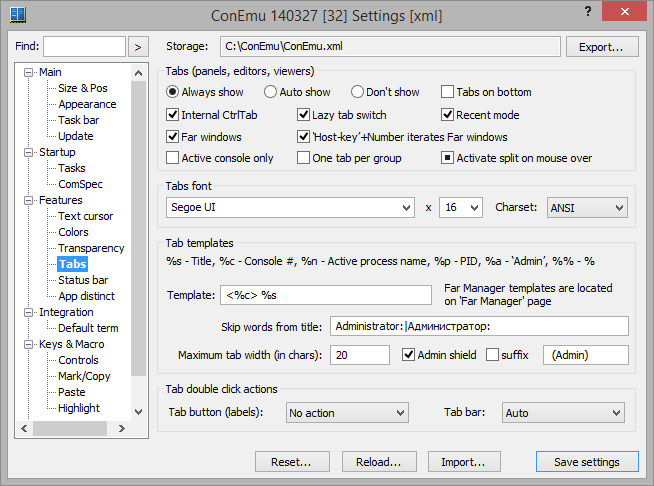 ConEmu 140327 [32] Settings [xml]
Find:
>
Storage:
C:\ConEmu\ConEmu.xml
Export...
Main
Size & Pos
Appearance
Task bar
Update
Startup
Tasks
ComSpec
Features
Text cursor
Colors
Transparency
Tabs
Status bar
App distinct
Integration
Default term
Keys & Macro
Controls
Mark/Copy
Paste
Highlight
Tabs (panels, editors, viewers)
Always show
Auto show
Don't show
Tabs on bottom
Internal CtrlTab
Lazy tab switch
Recent mode
Far windows
'Host-key'+Number iterates Far windows
Active console only
One tab per group
Activate split on mouse over
Tabs font
Segoe UI
x
16
Charset:
ANSI
Tab templates
%s - Title, %c - Console #, %n - Active process name, %p - PID, %a - 'Admin', %% - %
Template:
<%c> %s
Far Manager templates are located
on 'Far Manager' page
Skip words from title:
Administrator:|Администратор:
Maximum tab width (in chars):
20
Admin shield
suffix
(Admin)
Tab double click actions
Tab button (labels):
No action
Tab bar:
Auto
Reset...
Reload...
Import...
Save settings